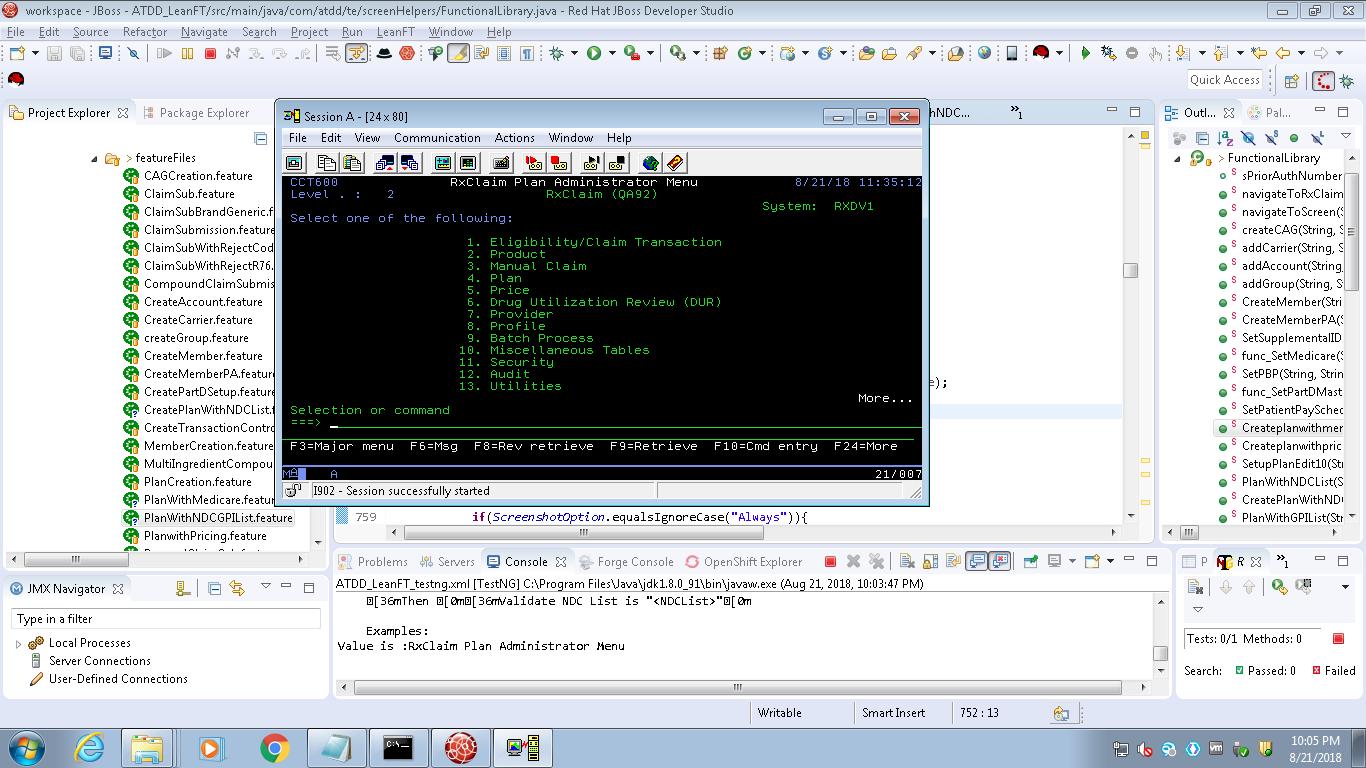 workspace - JBoss - ATDD_LeanFT/src/main/java/com/atdd/te/screenHelpers/FunctionalLibrary.java - Red Hat JBoss Developer Studio
File Edit Source Refactor Navigate Search Project Run LeanFT Window Help
Quick Access
Project Explorer
Package Explorer
> featureFiles
CAGCreation.feature
ClaimSub.feature
ClaimSubBrandGeneric.f
ClaimSubmission.feature
ClaimSubWithRejectCod
ClaimSubWithRejectR76.
CompoundClaimSubmis
CreateAccount.feature
CreateCarrier.feature
createGroup.feature
CreateMember.feature
CreateMemberPA.feature
CreatePartDSetup.feature
CreatePlanWithNDCList.f
CreateTransactionContro
MemberCreation.feature
MultiIngredientCompou
PlanCreation.feature
PlanWithMedicare.feature
PlanWithNDCGPIList.feature
PlanwithPricing.feature
Session A - [24 x 80]
File Edit View Communication Actions Window Help
CCT600 RxClaim Plan Administrator Menu 8/21/18 11:35:12
Level . : 2 RxClaim (QA92)
System: RXDV1
Select one of the following:
1. Eligibility/Claim Transaction
2. Product
3. Manual Claim
4. Plan
5. Price
6. Drug Utilization Review (DUR)
7. Provider
8. Profile
9. Batch Process
10. Miscellaneous Tables
11. Security
12. Audit
13. Utilities
More...
Selection or command
===>
F3=Major menu F6=Msg F8=Rev retrieve F9=Retrieve F10=Cmd entry F24=More
MA A 21/007
I902 - Session successfully started
hNDC...
»1
e);
759 if(ScreenshotOption.equalsIgnoreCase("Always")){
Outl...
Pal...
> FunctionalLibrary
sPriorAuthNumber
navigateToRxClaim
navigateToScreen(S
createCAG(String, S
addCarrier(String, S
addAccount(String,
addGroup(String, S
CreateMember(Stri
CreateMemberPA(S
SetSupplementalID
func_SetMedicare(S
SetPBP(String, Strin
func_SetPartDMast
SetPatientPaySchec
Createplanwithmer
Createplanwithpric
SetupPlanEdit10(St
PlanWithNDCList(S
CreatePlanWithND
PlanWithGPIList(Str
JMX Navigator
Type in a filter
Local Processes
Server Connections
User-Defined Connections
Problems Servers Console Forge Console OpenShift Explorer
ATDD_LeanFT_testng.xml [TestNG] C:\Program Files\Java\jdk1.8.0_91\bin\javaw.exe (Aug 21, 2018, 10:03:47 PM)
[36mThen [0m[36mValidate NDC List is "<NDCList>"[0m
Examples:
Value is :RxClaim Plan Administrator Menu
P R »1
Tests: 0/1 Methods: 0
Search: Passed: 0 Failed
Writable Smart Insert 752 : 13
10:05 PM
8/21/2018